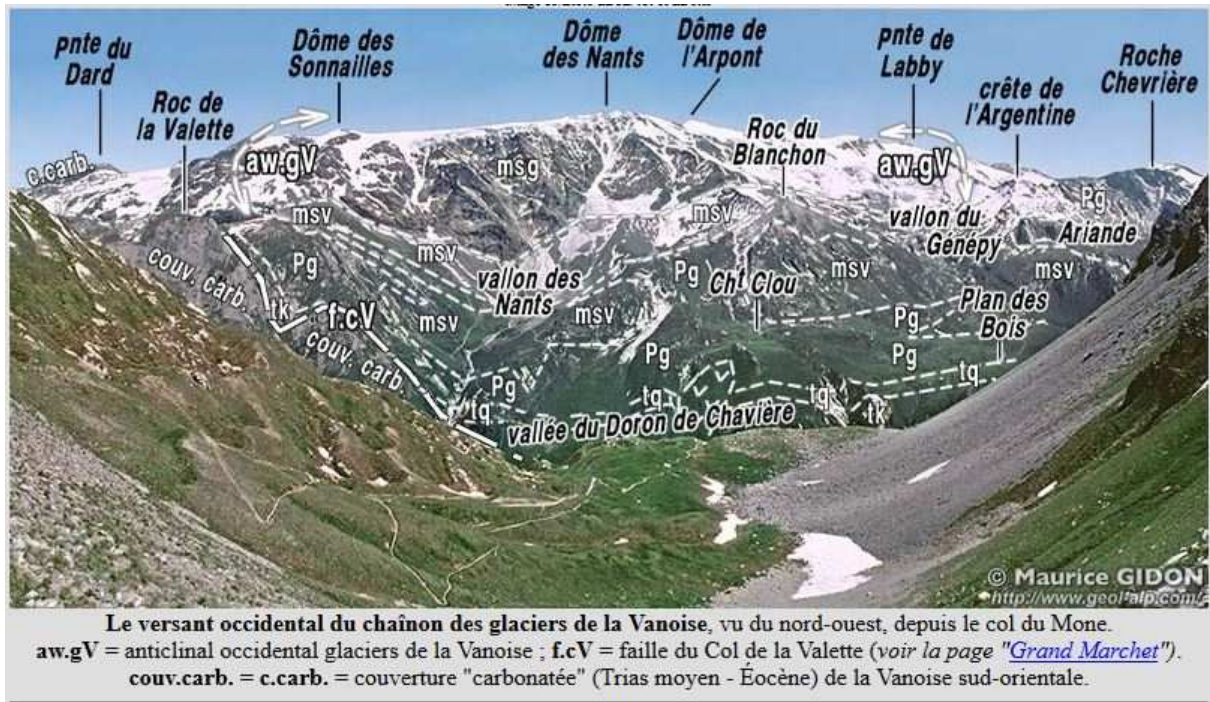 pnte du
Dard
Roc de
la Valette
Dôme des
Sonnailles
Dôme
des Nants
Dôme de
l'Arpont
pnte de
Labby
crête de
l'Argentine
Roche
Chevrière
c.carb.
aw.gV
msg
Roc du
Blanchon
aw.gV
Pg
msv
msv
vallon du
Génépy
Ariande
couv. carb.
Pg
msv
vallon des
Nants
Pg
Cht Clou
msv
msv
tk
f.cV
msv
msv
Pg
Plan des
Bois
couv. carb.
Pg
Pg
Pg
tq
tq
tq
tq
tk
vallée du Doron de Chavière
© Maurice GIDON
http://www.geol-alp.com/
Le versant occidental du chaînon des glaciers de la Vanoise, vu du nord-ouest, depuis le col du Mone.
aw.gV = anticlinal occidental glaciers de la Vanoise ; f.cV = faille du Col de la Valette (voir la page "Grand Marchet").
couv.carb. = c.carb. = couverture "carbonatée" (Trias moyen - Éocène) de la Vanoise sud-orientale.